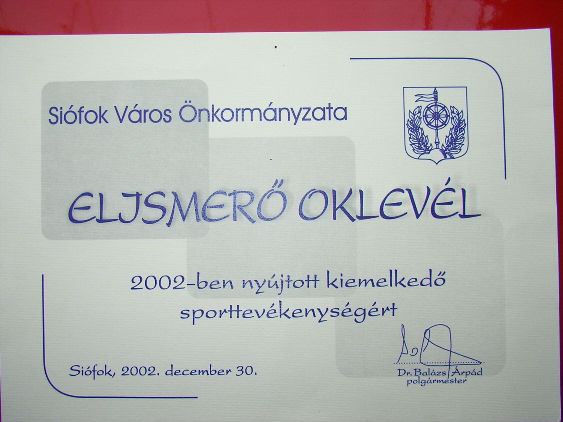 Siófok Város Önkormányzata
ELISMERŐ OKLEVÉL
2002-ben nyújtott kiemelkedő
sporttevékenységért
Siófok, 2002. december 30.
Dr. Balázs Árpád
polgármester